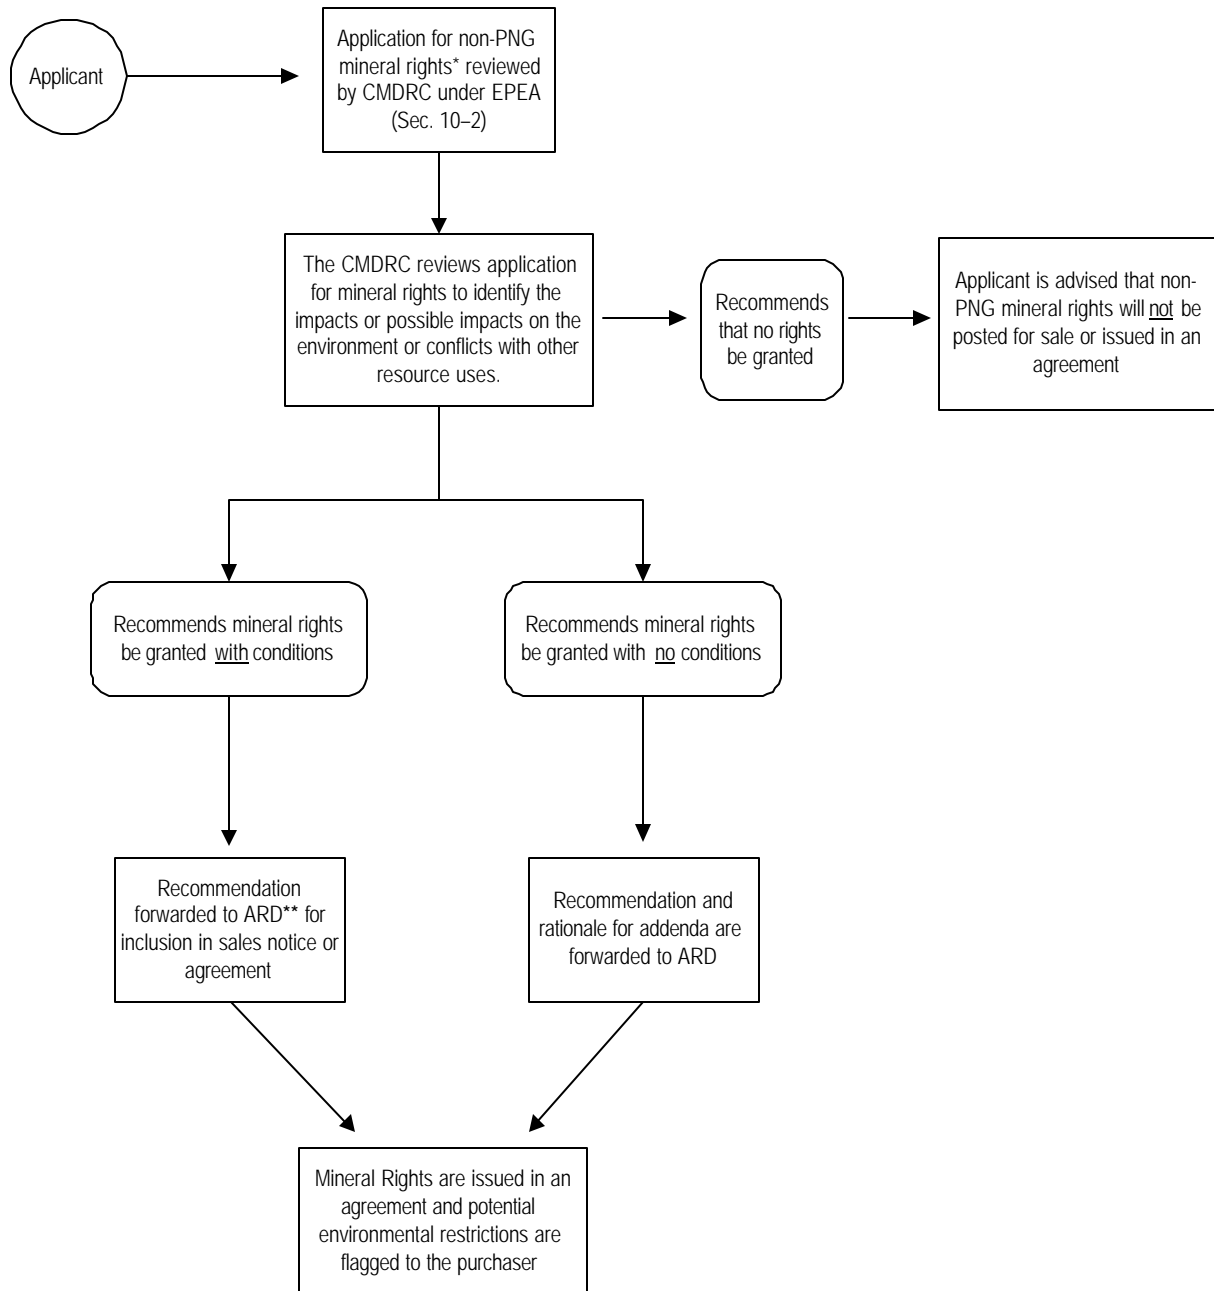 Applicant
Application for non-PNG
mineral rights* reviewed
by CMDRC under EPEA
(Sec. 10–2)
The CMDRC reviews application
for mineral rights to identify the
impacts or possible impacts on the
environment or conflicts with other
resource uses.
Recommends
that no rights
be granted
Applicant is advised that non-
PNG mineral rights will not be
posted for sale or issued in an
agreement
Recommends mineral rights
be granted with conditions
Recommends mineral rights
be granted with no conditions
Recommendation
forwarded to ARD** for
inclusion in sales notice or
agreement
Recommendation and
rationale for addenda are
forwarded to ARD
Mineral Rights are issued in an
agreement and potential
environmental restrictions are
flagged to the purchaser